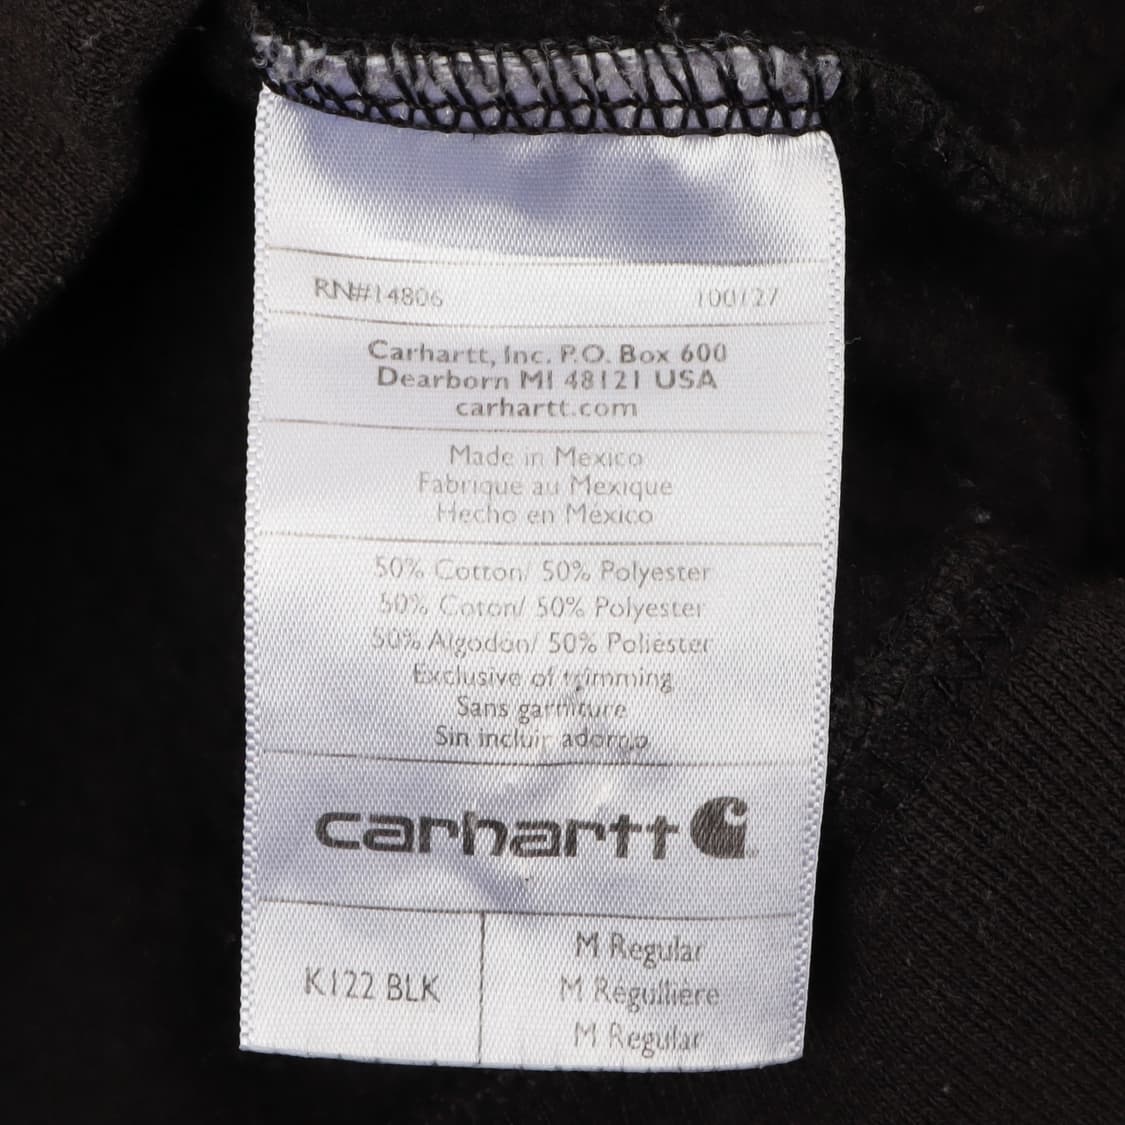 RN#14806 100127
Carhartt, Inc. P.O. Box 600
Dearborn MI 48121 USA
carhartt.com
Made in Mexico
Fabrique au Mexique
Hecho en México
50% Cotton/ 50% Polyester
50% Coton/ 50% Polyester
50% Algodon/ 50% Poliéster
Exclusive of trimming
Sans garniture
Sin incluir adorno
carhartt
K122 BLK
M Regular
M Regulliere
M Regular